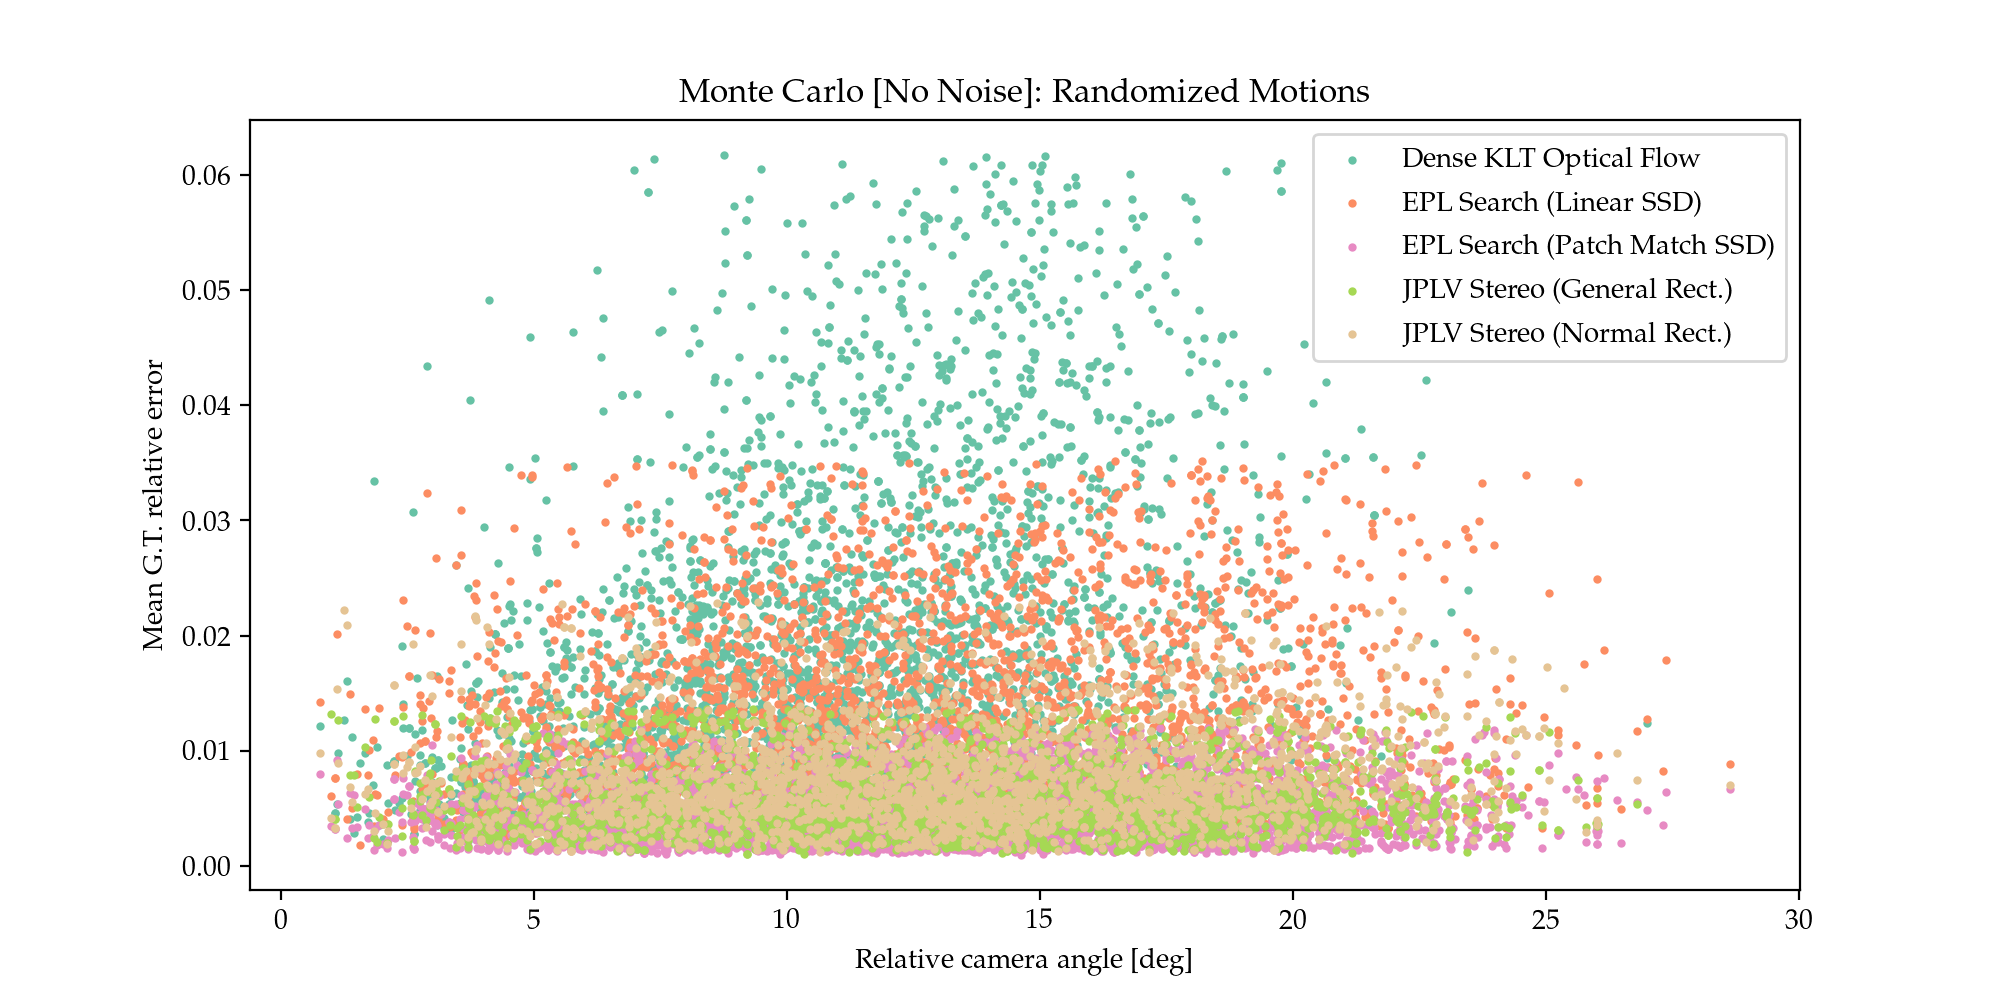 Monte Carlo [No Noise]: Randomized Motions
Dense KLT Optical Flow
EPL Search (Linear SSD)
EPL Search (Patch Match SSD)
JPLV Stereo (General Rect.)
JPLV Stereo (Normal Rect.)
Mean G.T. relative error
0.06
0.05
0.04
0.03
0.02
0.01
0.00
0 5 10 15 20 25 30
Relative camera angle [deg]